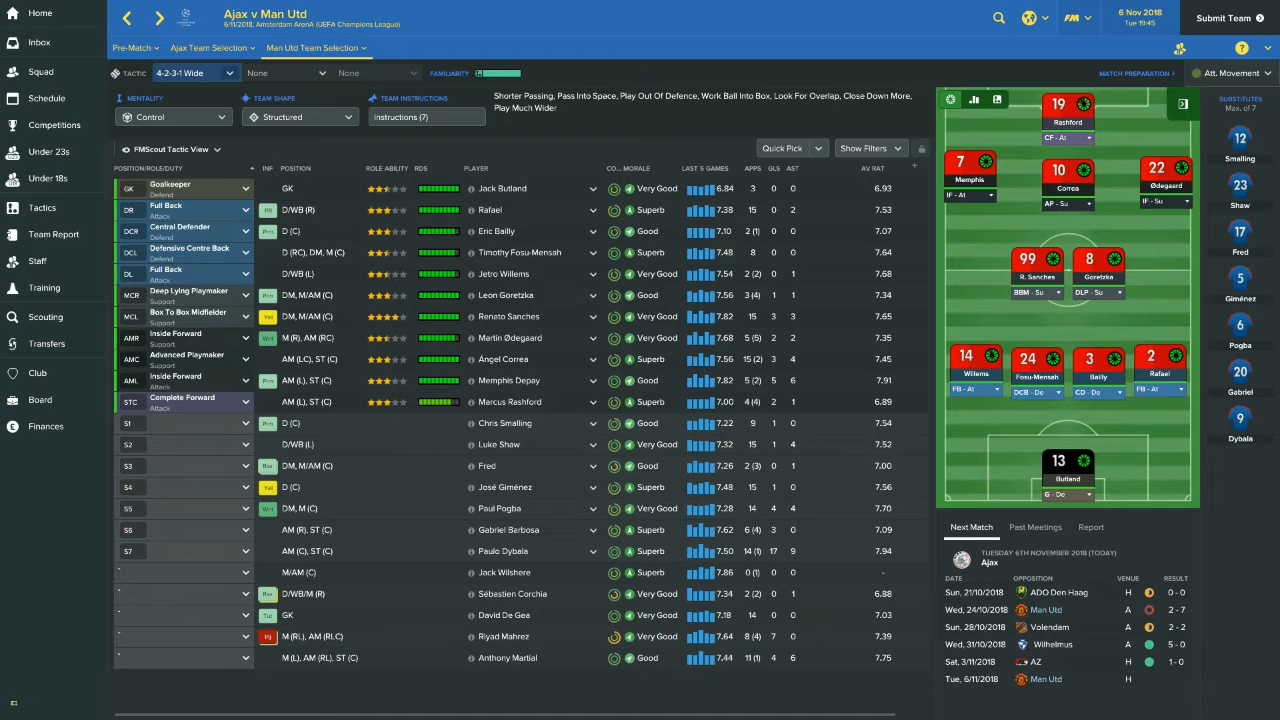 Home
Inbox
Squad
Schedule
Competitions
Under 23s
Under 18s
Tactics
Team Report
Staff
Training
Scouting
Transfers
Club
Board
Finances
Ajax v Man Utd
6/11/2018, Amsterdam ArenA (UEFA Champions League)
FM
6 Nov 2018
Tue 19:45
Submit Team
Pre-Match
Ajax Team Selection
Man Utd Team Selection
TACTIC 4-2-3-1 Wide None None FAMILIARITY
MATCH PREPARATION >
Att. Movement
MENTALITY TEAM SHAPE TEAM INSTRUCTIONS
Control Structured Instructions (7)
Shorter Passing, Pass Into Space, Play Out Of Defence, Work Ball Into Box, Look For Overlap, Close Down More,
Play Much Wider
FMScout Tactic View
Quick Pick Show Filters
POSITION/ROLE/DUTY INF POSITION ROLE ABILITY RDS PLAYER CO... MORALE LAST 5 GAMES APPS GLS AST AV RAT
GK Goalkeeper Defend GK Jack Butland Very Good 6.84 3 0 0 6.93
DR Full Back Attack PR D/WB (R) Rafael Superb 7.38 15 0 2 7.53
DCR Central Defender Defend Pro D (C) Eric Bailly Good 7.10 2 (1) 0 0 7.07
DCL Defensive Centre Back Defend D (RC), DM, M (C) Timothy Fosu-Mensah Superb 7.48 8 0 0 7.64
DL Full Back Attack D/WB (L) Jetro Willems Very Good 7.54 2 (2) 0 1 7.68
MCR Deep Lying Playmaker Support DM, M/AM (C) Leon Goretzka Good 7.56 3 (4) 1 1 7.34
MCL Box To Box Midfielder Support Yel DM, M/AM (C) Renato Sanches Superb 7.82 15 3 3 7.65
AMR Inside Forward Support Wnt M (R), AM (RC) Martin Ødegaard Good 7.68 5 (5) 2 2 7.35
AMC Advanced Playmaker Support AM (LC), ST (C) Ángel Correa Superb 7.56 15 (2) 3 4 7.45
AML Inside Forward Attack AM (L), ST (C) Memphis Depay Good 7.82 5 (2) 5 6 7.91
STC Complete Forward Attack AM (L), ST (C) Marcus Rashford Superb 7.00 4 (4) 2 1 6.89
S1 D (C) Chris Smalling Good 7.22 9 1 0 7.54
S2 D/WB (L) Luke Shaw Very Good 7.32 15 1 4 7.52
S3 DM, M/AM (C) Fred Good 7.26 2 (3) 0 1 7.00
S4 Yel D (C) José Giménez Superb 7.48 15 1 0 7.56
S5 Wnt DM, M (C) Paul Pogba Very Good 7.28 14 4 4 7.70
S6 AM (R), ST (C) Gabriel Barbosa Superb 7.62 6 (4) 3 0 7.09
S7 AM (C), ST (C) Paulo Dybala Superb 7.50 14 (1) 17 9 7.94
- M/AM (C) Jack Wilshere Superb 7.86 0 (1) 0 0 -
- D/WB/M (R) Sébastien Corchia Very Good 7.34 2 (2) 0 1 6.88
- GK David De Gea Very Good 7.18 14 0 0 7.03
- Inj M (RL), AM (RLC) Riyad Mahrez Very Good 7.64 8 (4) 7 0 7.39
- M (L), AM (RL), ST (C) Anthony Martial Good 7.44 11 (1) 4 6 7.75
19
Rashford
CF - At
7
Memphis
IF - At
10
Correa
AP - Su
22
Ødegaard
IF - Su
99
R. Sanches
BBM - Su
8
Goretzka
DLP - Su
14
Willems
FB - At
24
Fosu-Mensah
DCB - De
3
Bailly
CD - De
2
Rafael
FB - At
13
Butland
G - De
SUBSTITUTES
Max. of 7
12
Smalling
23
Shaw
17
Fred
5
Giménez
6
Pogba
20
Gabriel
9
Dybala
Next Match Past Meetings Report
TUESDAY 6TH NOVEMBER 2018 (TODAY)
Ajax
DATE OPPOSITION VENUE RESULT
Sun, 21/10/2018 ADO Den Haag H 0 - 0
Wed, 24/10/2018 Man Utd A 2 - 7
Sun, 28/10/2018 Volendam A 2 - 2
Wed, 31/10/2018 Wilhelmus A 5 - 0
Sat, 3/11/2018 AZ H 1 - 0
Tue, 6/11/2018 Man Utd H